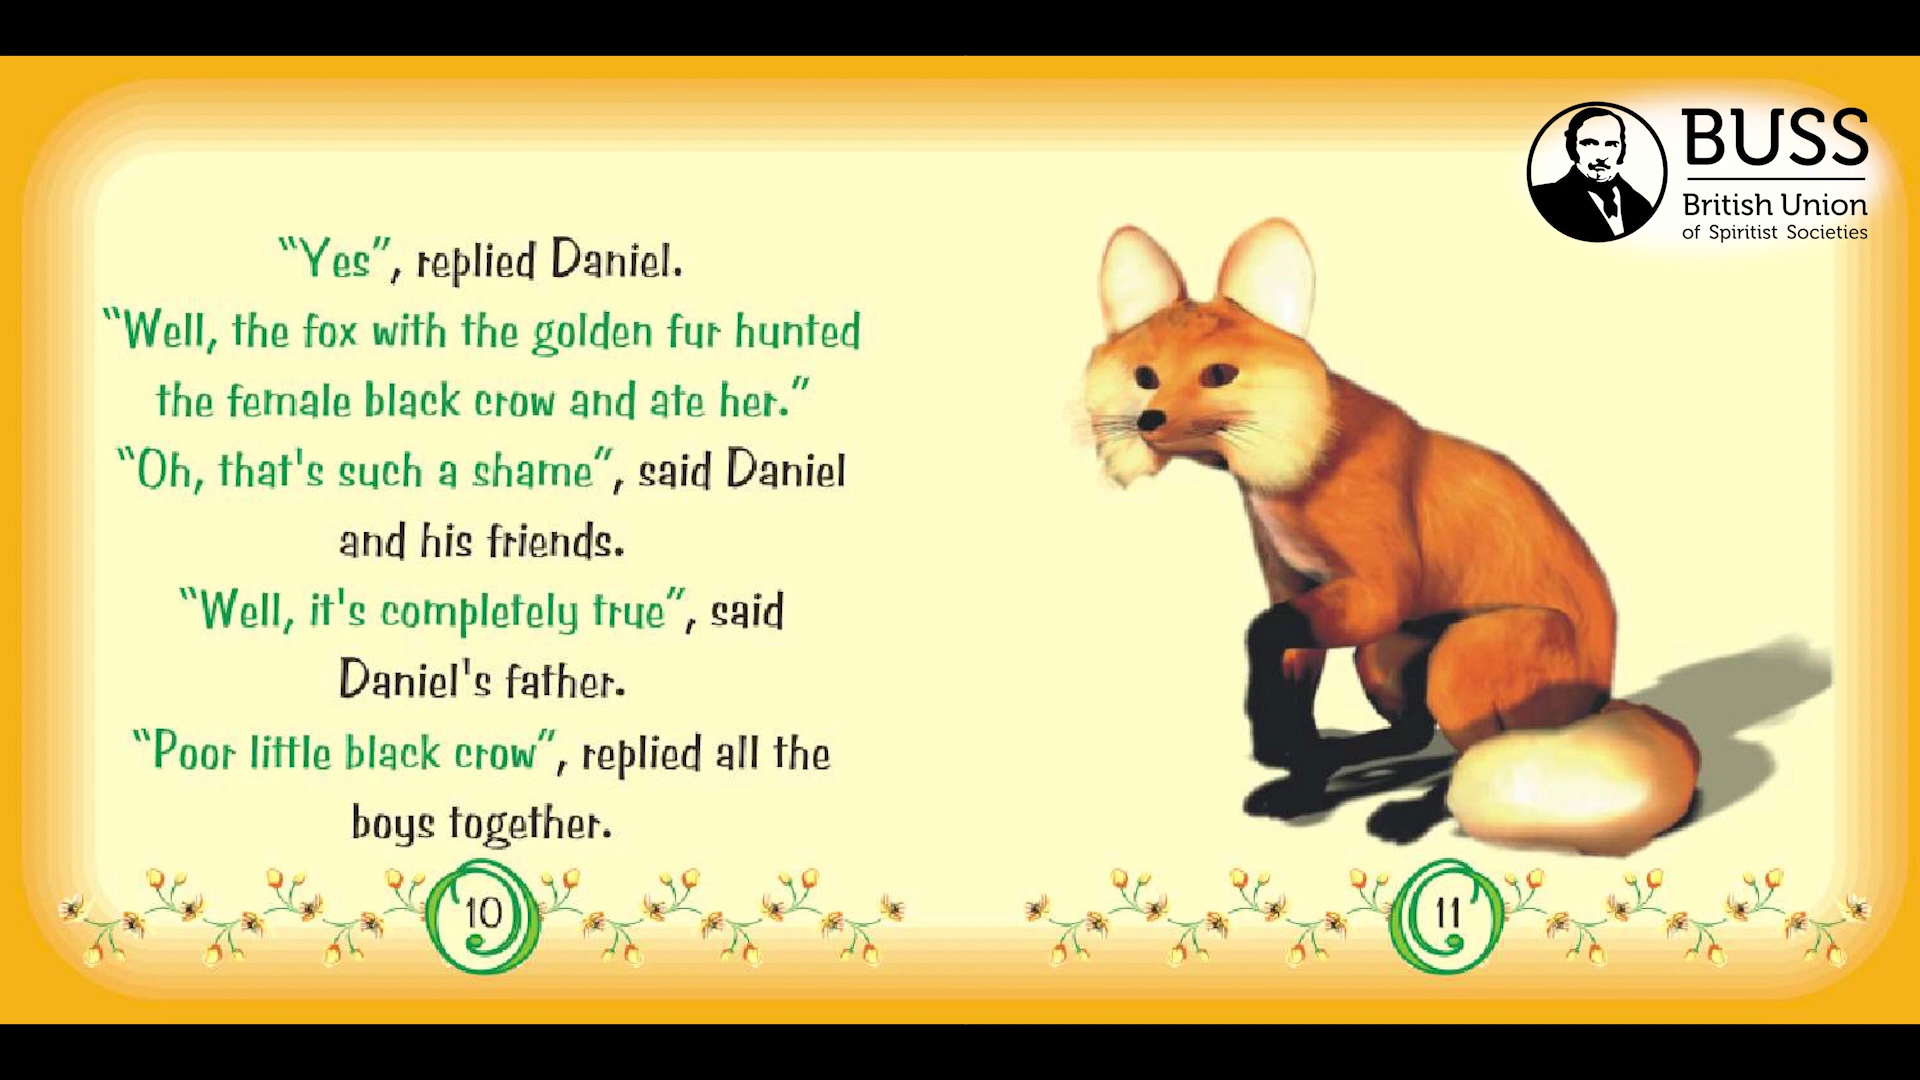 “Yes”, replied Daniel.
“Well, the fox with the golden fur hunted
the female black crow and ate her.”
“Oh, that's such a shame”, said Daniel
and his friends.
“Well, it's completely true”, said
Daniel's father.
“Poor little black crow”, replied all the
boys together.
10
11
BUSS
British Union
of Spiritist Societies